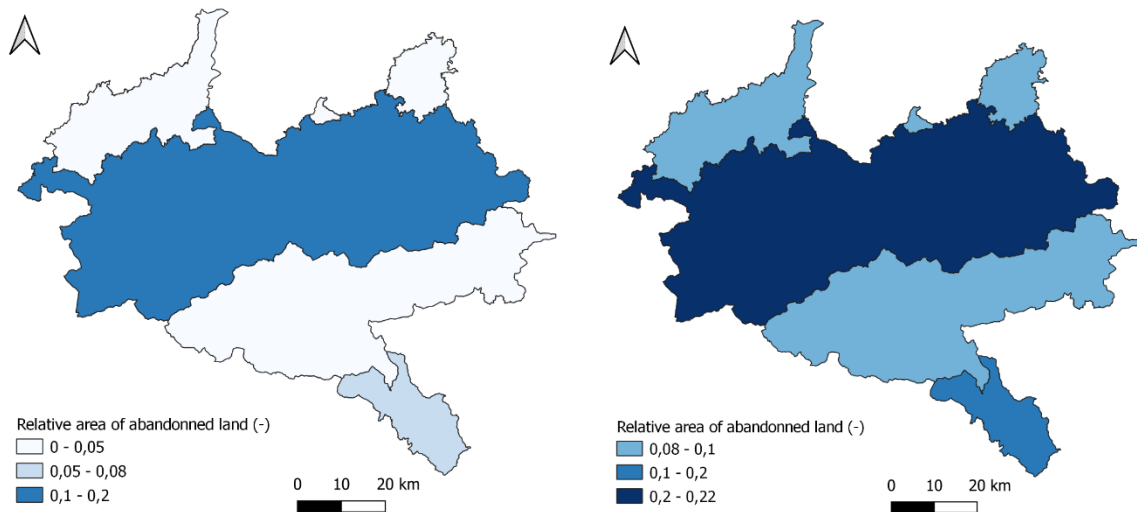 Relative area of abandonned land (-)
0 - 0,05
0,05 - 0,08
0,1 - 0,2
0 10 20 km
Relative area of abandonned land (-)
0,08 - 0,1
0,1 - 0,2
0,2 - 0,22
0 10 20 km